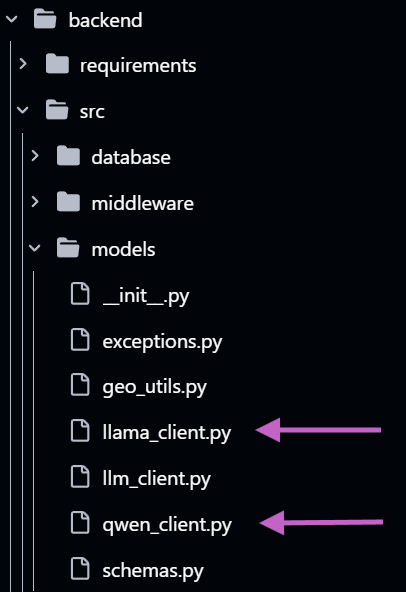 backend
requirements
src
database
middleware
models
__init__.py
exceptions.py
geo_utils.py
llama_client.py
llm_client.py
qwen_client.py
schemas.py